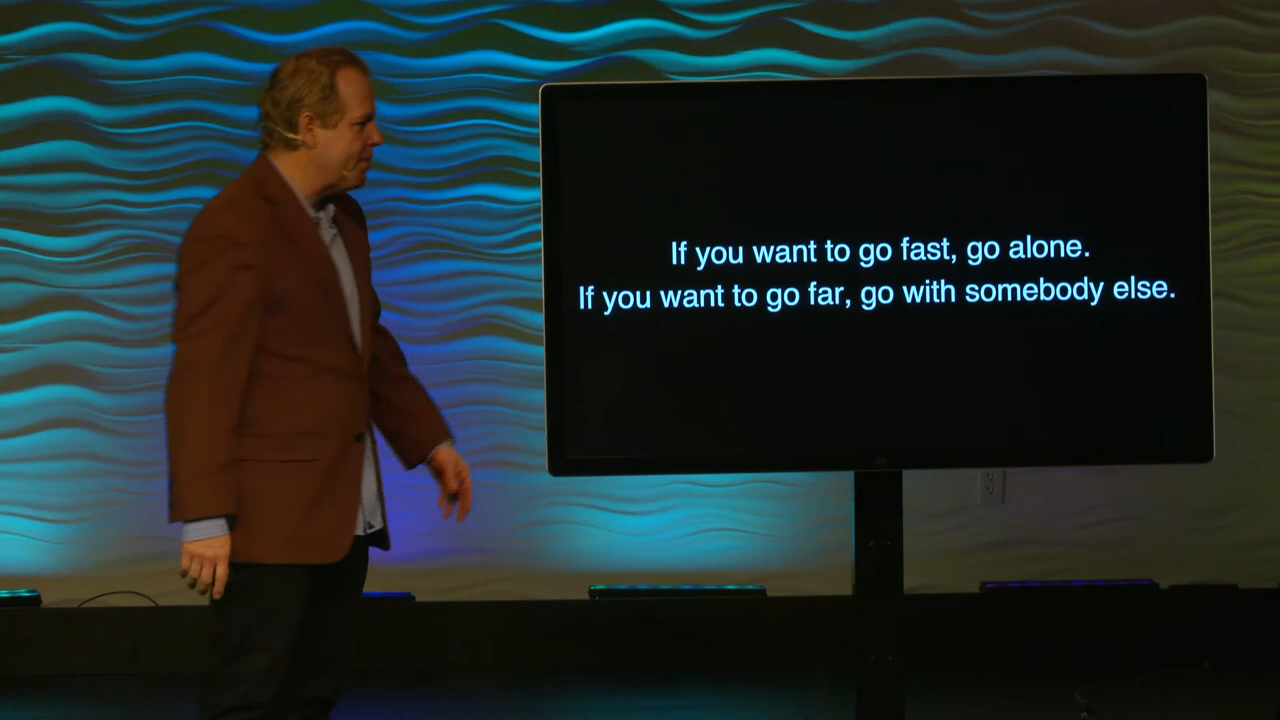 If you want to go fast, go alone.
If you want to go far, go with somebody else.